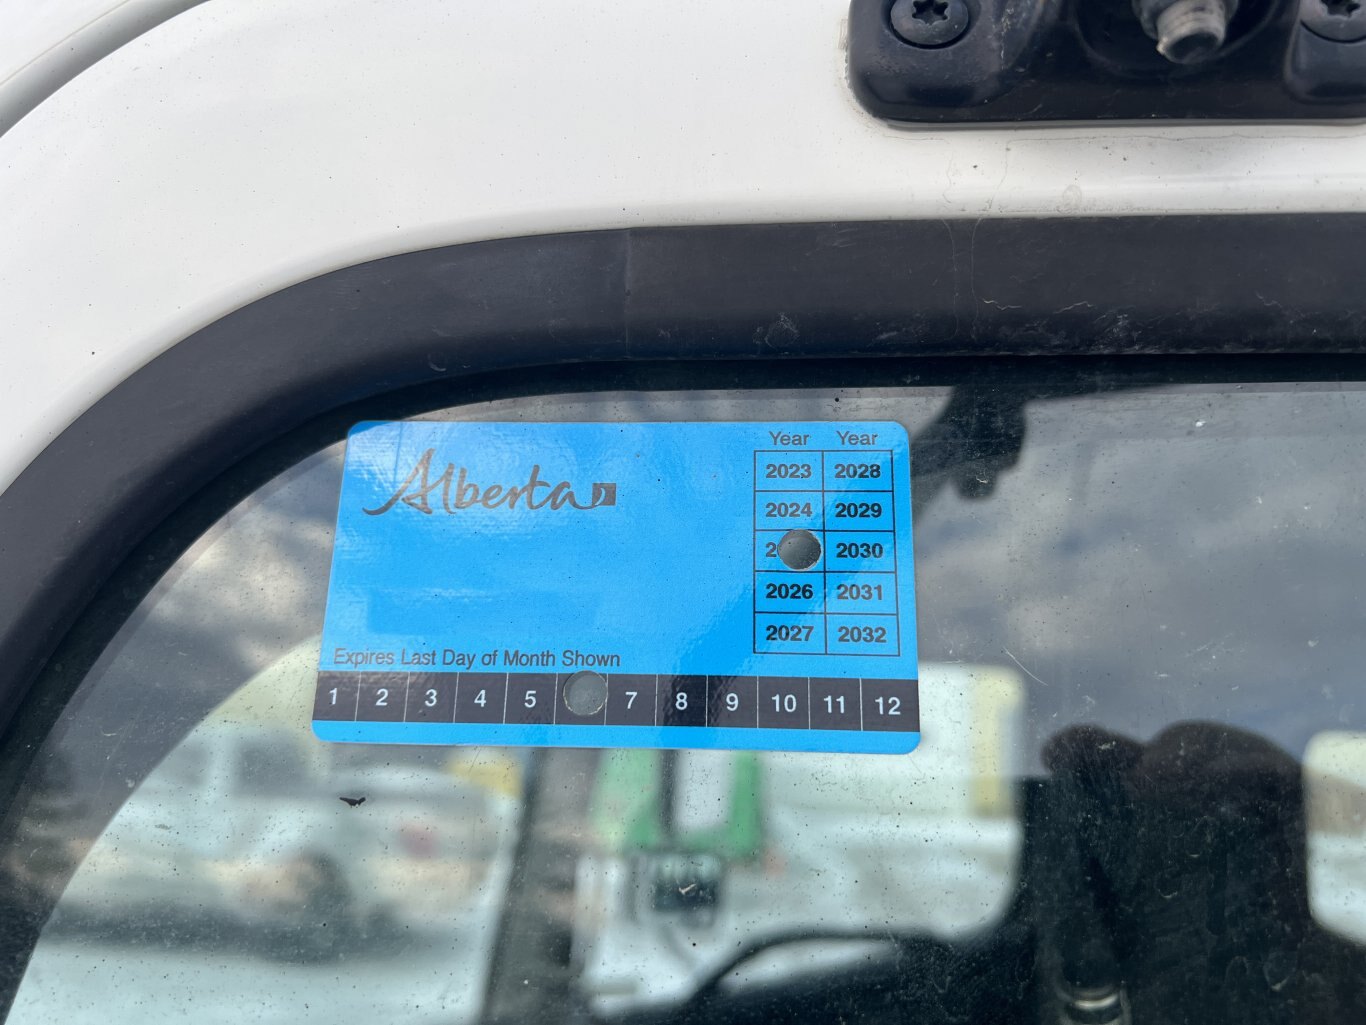 Alberta
Year Year
2023 2028
2024 2029
2 2030
2026 2031
2027 2032
Expires Last Day of Month Shown
1 2 3 4 5 7 8 9 10 11 12